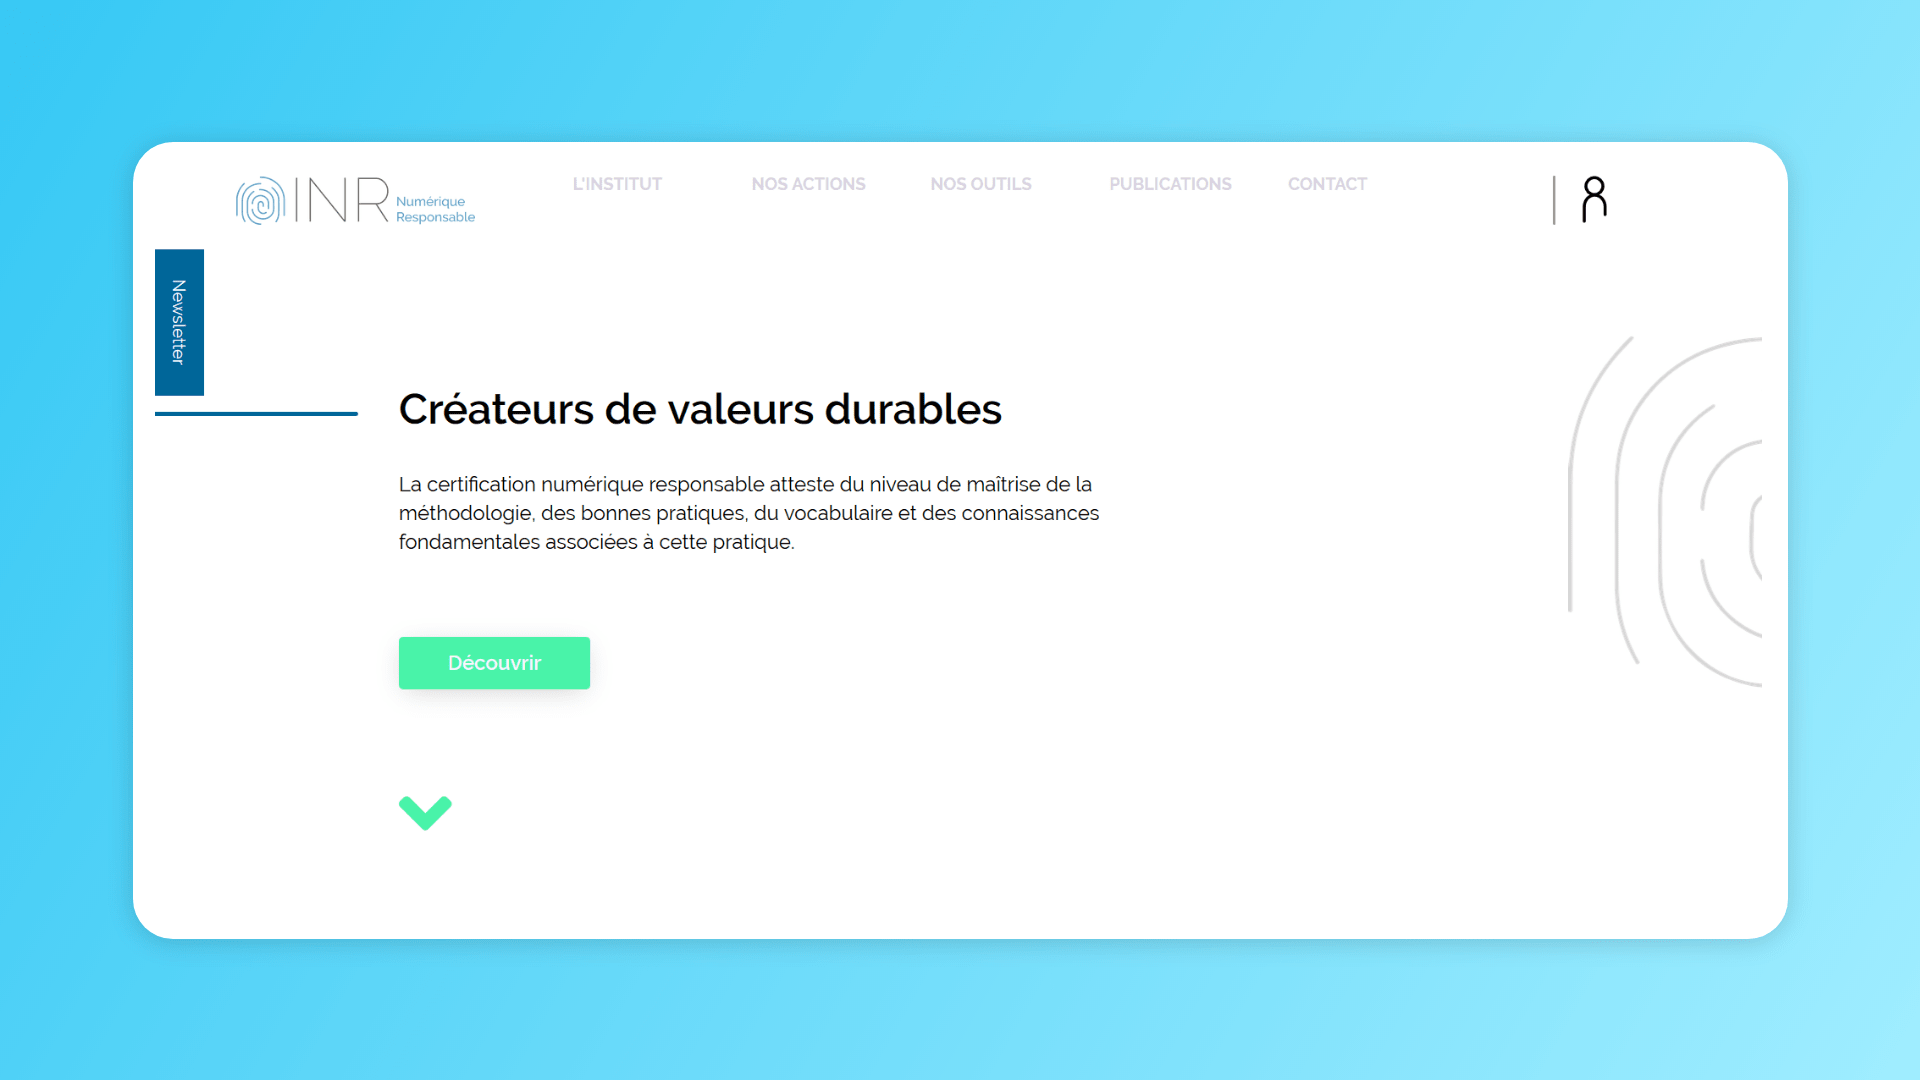 INR Numérique
Responsable
L'INSTITUT
NOS ACTIONS
NOS OUTILS
PUBLICATIONS
CONTACT
Newsletter
Créateurs de valeurs durables
La certification numérique responsable atteste du niveau de maîtrise de la
méthodologie, des bonnes pratiques, du vocabulaire et des connaissances
fondamentales associées à cette pratique.
Découvrir